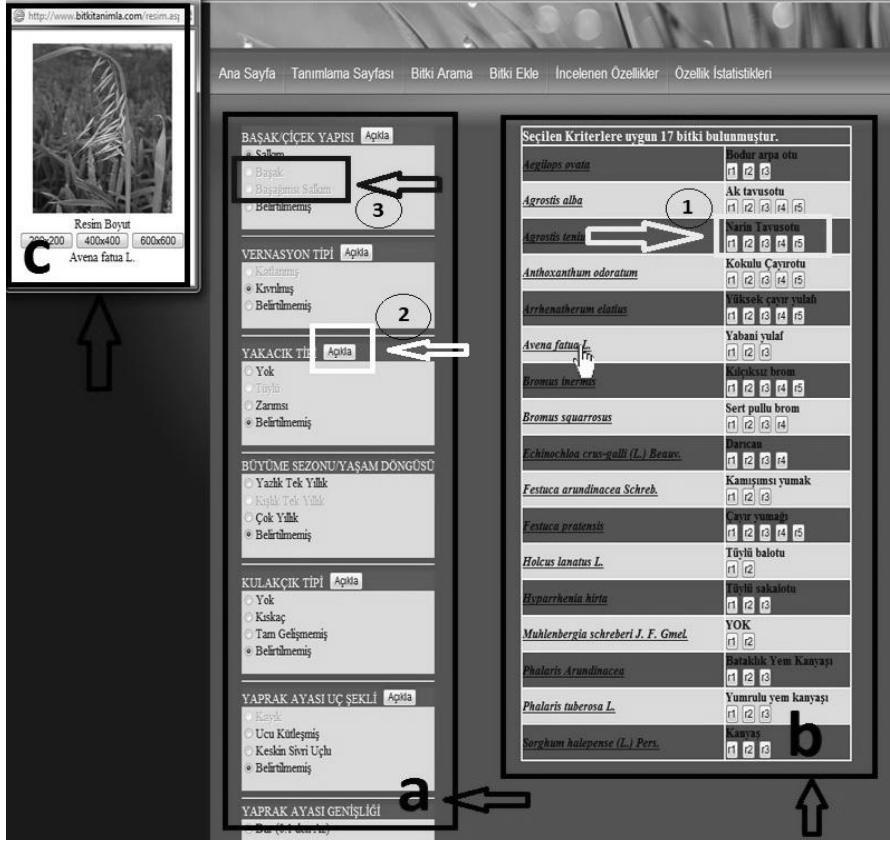 http://www.bitkitanimla.com/resim.asp
Resim Boyut
200x200 400x400 600x600
Avena fatua L.
c
Ana Sayfa Tanımlama Sayfası Bitki Arama Bitki Ekle İncelenen Özellikler Özellik İstatistikleri
BAŞAK/ÇİÇEK YAPISI Açıkla
Salkım
Başak
Başağımsı Salkım
Belirtilmemiş
3
VERNASYON TİPİ Açıkla
Katlanmış
Kıvrılmış
Belirtilmemiş
2
YAKACIK TİPİ Açıkla
Yok
Tüylü
Zarımsı
Belirtilmemiş
BÜYÜME SEZONU/YAŞAM DÖNGÜSÜ
Yazlık Tek Yıllık
Kışlık Tek Yıllık
Çok Yıllık
Belirtilmemiş
KULAKÇIK TİPİ Açıkla
Yok
Kıskaç
Tam Gelişmemiş
Belirtilmemiş
YAPRAK AYASI UÇ ŞEKLİ Açıkla
Kayık
Ucu Kütleşmiş
Keskin Sivri Uçlu
Belirtilmemiş
a
YAPRAK AYASI GENİŞLİĞİ
Seçilen Kriterlere uygun 17 bitki bulunmuştur.
Aegilops ovata Bodur arpa otu
r1 r2 r3
Agrostis alba Ak tavusotu
r1 r2 r3 r4 r5
1
Agrostis teniu Narin Tavusotu
r1 r2 r3 r4 r5
Anthoxanthum odoratum Kokulu Çayırotu
r1 r2 r3 r4 r5
Arrhenatherum elatius Yüksek çayır yulafı
r1 r2 r3 r4 r5
Avena fatua L. Yabani yulaf
r1 r2 r3
Bromus inermis Kılçıksız brom
r1 r2 r3 r4 r5
Bromus squarrosus Sert pullu brom
r1 r2 r3 r4
Echinochloa crus-galli (L.) Beauv. Darıcan
r1 r2 r3 r4
Festuca arundinacea Schreb. Kamışımsı yumak
r1 r2 r3
Festuca pratensis Çayır yumağı
r1 r2 r3 r4 r5
Holcus lanatus L. Tüylü balotu
r1 r2
Hyparrhenia hirta Tüylü sakalotu
r1 r2 r3
Muhlenbergia schreberi J. F. Gmel. YOK
r1 r2
Phalaris Arundinacea Bataklık Yem Kanyaşı
r1 r2 r3
Phalaris tuberosa L. Yumrulu yem kanyaşı
r1 r2 r3
Sorghum halepense (L.) Pers. Kanyaş
r1 r2 r3
b